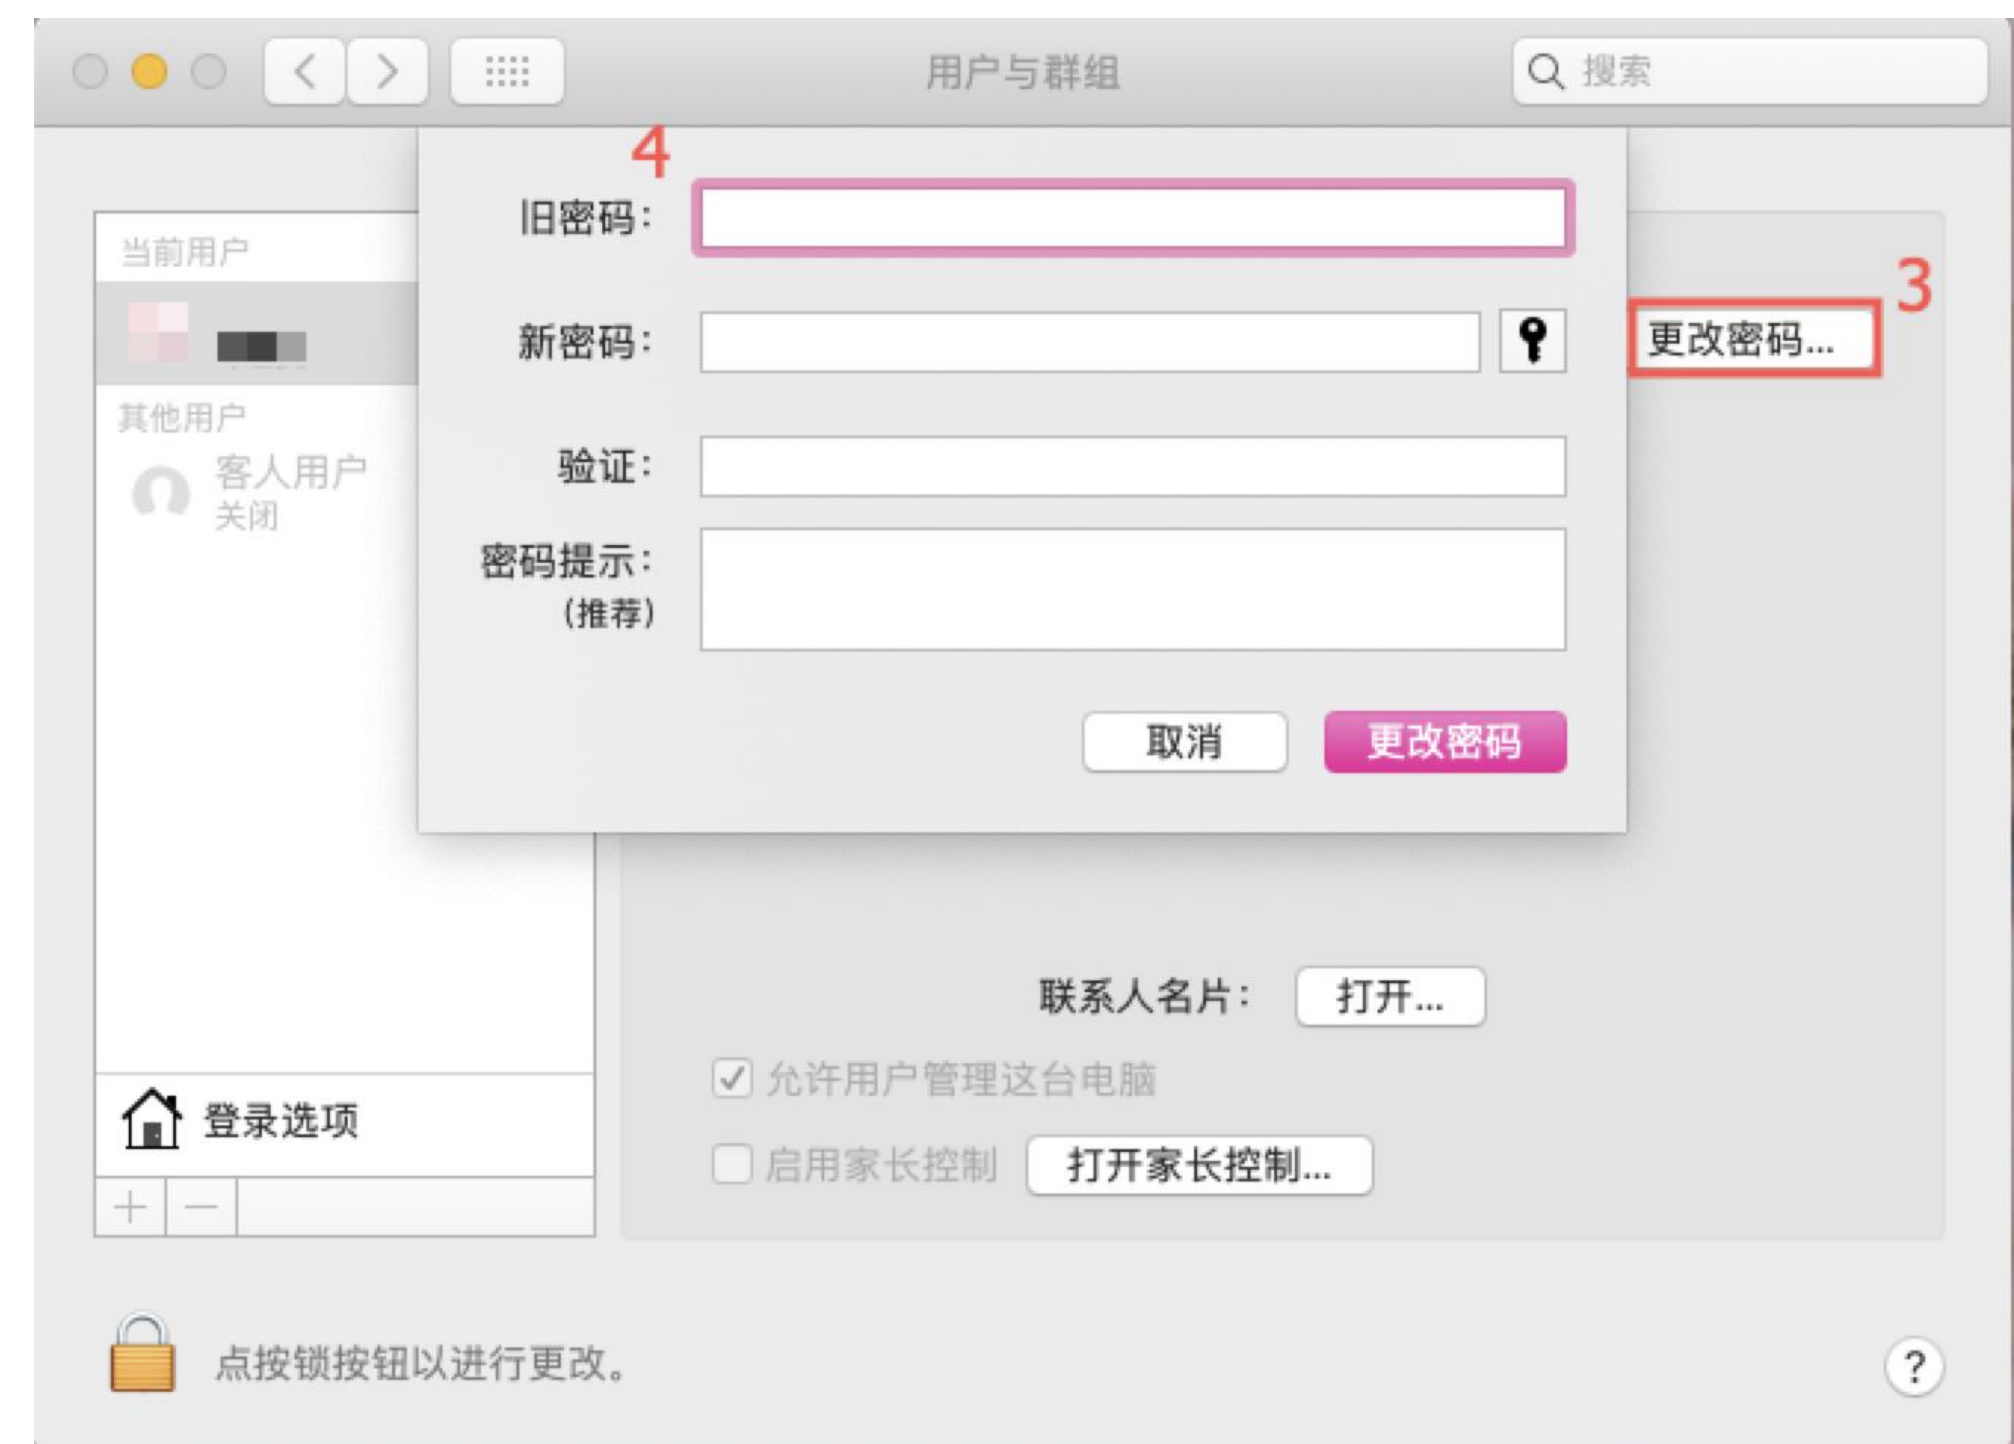 用户与群组
搜索
4
旧密码：
当前用户
3
新密码：
更改密码...
其他用户
客人用户
关闭
验证：
密码提示：
（推荐）
取消
更改密码
联系人名片：
打开...
允许用户管理这台电脑
登录选项
启用家长控制
打开家长控制...
点按锁按钮以进行更改。
?